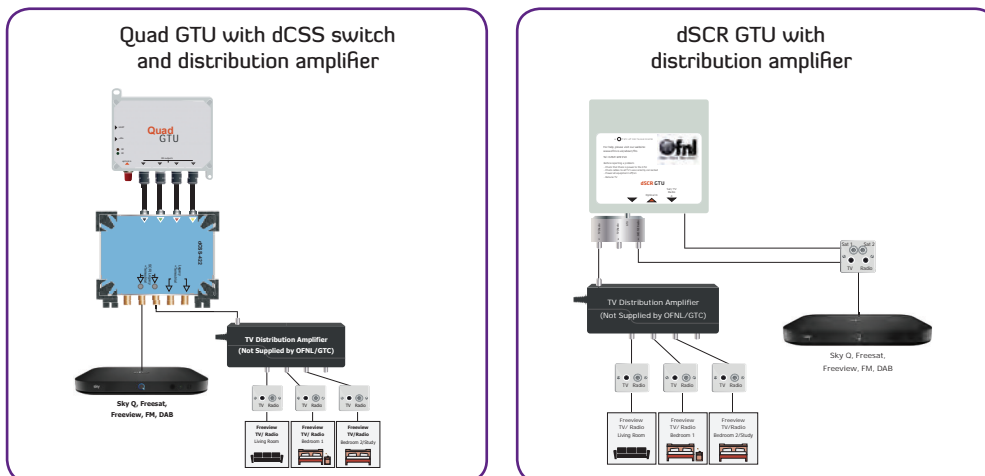 Quad GTU with dCSS switch
and distribution amplifier
Quad
GTU
dCSS-422
TV Distribution Amplifier
(Not Supplied by OFNL/GTC)
TV Radio
TV Radio
TV Radio
sky
Sky Q, Freesat,
Freeview, FM, DAB
Freeview
TV/ Radio
Living Room
Freeview
TV/ Radio
Bedroom 1
Freeview
TV/Radio
Bedroom 2/Study
dSCR GTU with
distribution amplifier
Ofnl
dSCR GTU
Sat 1 Sat 2
TV Radio
TV Distribution Amplifier
(Not Supplied by OFNL/GTC)
Sky Q, Freesat,
Freeview, FM, DAB
TV Radio
TV Radio
TV Radio
Freeview
TV/ Radio
Living Room
Freeview
TV/ Radio
Bedroom 1
Freeview
TV/Radio
Bedroom 2/Study